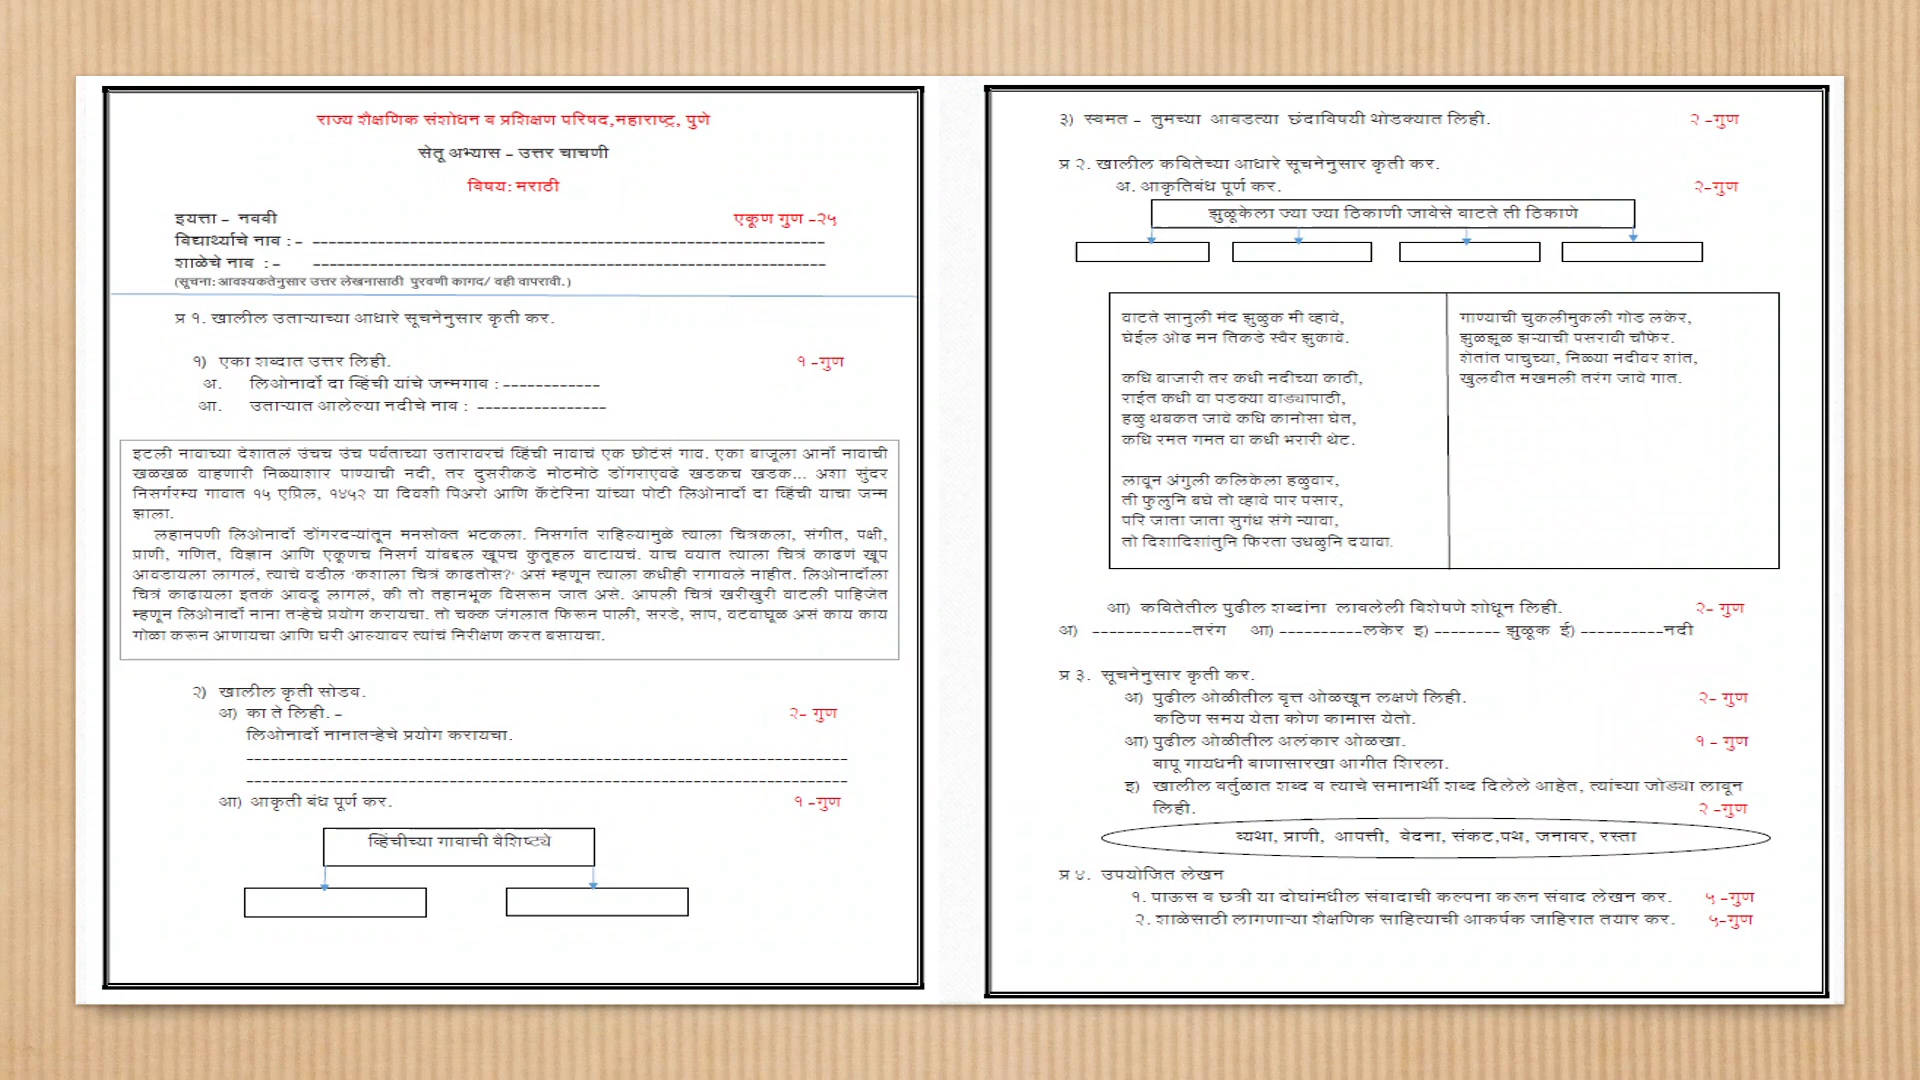 राज्य शैक्षणिक संशोधन व प्रशिक्षण परिषद,महाराष्ट्र, पुणे
सेतू अभ्यास – उत्तर चाचणी
विषय: मराठी
इयत्ता – नववी एकूण गुण –२५
विद्यार्थ्याचे नाव : – ----------------------------------------------------------------
शाळेचे नाव : – ----------------------------------------------------------------
(सूचना: आवश्यकतेनुसार उत्तर लेखनासाठी पुरवणी कागद/ वही वापरावी.)
प्र १. खालील उताऱ्याच्या आधारे सूचनेनुसार कृती कर.
१) एका शब्दात उत्तर लिही. १ –गुण
अ. लिओनार्दो दा व्हिंची यांचे जन्मगाव : ------------
आ. उताऱ्यात आलेल्या नदीचे नाव : ----------------
इटली नावाच्या देशातलं उंचच उंच पर्वताच्या उतारावरचं व्हिंची नावाचं एक छोटंसं गाव. एका बाजूला आर्नो नावाची
खळखळ वाहणारी निळ्याशार पाण्याची नदी, तर दुसरीकडे मोठमोठे डोंगराएवढे खडकच खडक... अशा सुंदर
निसर्गरम्य गावात १५ एप्रिल, १४५२ या दिवशी पिअरो आणि कॅटेरिना यांच्या पोटी लिओनार्दो दा व्हिंची याचा जन्म
झाला.
लहानपणी लिओनार्दो डोंगरदऱ्यांतून मनसोक्त भटकला. निसर्गात राहिल्यामुळे त्याला चित्रकला, संगीत, पक्षी,
प्राणी, गणित, विज्ञान आणि एकूणच निसर्ग यांबद्दल खूपच कुतूहल वाटायचं. याच वयात त्याला चित्रं काढणं खूप
आवडायला लागलं, त्याचे वडील 'कशाला चित्रं काढतोस?' असं म्हणून त्याला कधीही रागावले नाहीत. लिओनार्दोला
चित्रं काढायला इतकं आवडू लागलं, की तो तहानभूक विसरून जात असे. आपली चित्रं खरीखुरी वाटली पाहिजेत
म्हणून लिओनार्दो नाना तऱ्हेचे प्रयोग करायचा. तो चक्क जंगलात फिरून पाली, सरडे, साप, वटवाघूळ असं काय काय
गोळा करून आणायचा आणि घरी आल्यावर त्यांचं निरीक्षण करत बसायचा.
२) खालील कृती सोडव.
अ) का ते लिही. – २– गुण
लिओनार्दो नानातऱ्हेचे प्रयोग करायचा.
---------------------------------------------------------------------------
---------------------------------------------------------------------------
आ) आकृती बंध पूर्ण कर. १ –गुण
व्हिंचीच्या गावाची वैशिष्ट्ये
३) स्वमत – तुमच्या आवडत्या छंदाविषयी थोडक्यात लिही. २ –गुण
प्र २. खालील कवितेच्या आधारे सूचनेनुसार कृती कर.
अ. आकृतिबंध पूर्ण कर. २–गुण
झुळूकेला ज्या ज्या ठिकाणी जावेसे वाटते ती ठिकाणे
वाटते सानुली मंद झुळुक मी व्हावे,
घेईल ओढ मन तिकडे स्वैर झुकावे.
कधि बाजारी तर कधी नदीच्या काठी,
राईत कधी वा पडक्या वाड्यापाठी,
हळु थबकत जावे कधि कानोसा घेत,
कधि रमत गमत वा कधी भरारी थेट.
लावून अंगुली कलिकेला हळुवार,
ती फुलुनि बघे तो व्हावे पार पसार,
परि जाता जाता सुगंध संगे न्यावा,
तो दिशादिशांतुनि फिरता उधळुनि दयावा.
गाण्याची चुकलीमुकली गोड लकेर,
झुळझूळ झऱ्याची पसरावी चौफेर.
शेतांत पाचुच्या, निळ्या नदीवर शांत,
खुलवीत मखमली तरंग जावे गात.
आ) कवितेतील पुढील शब्दांना लावलेली विशेषणे शोधून लिही. २– गुण
अ) ------------तरंग आ) ----------लकेर इ) -------- झुळूक ई) ----------नदी
प्र ३. सूचनेनुसार कृती कर.
अ) पुढील ओळीतील वृत्त ओळखून लक्षणे लिही. २– गुण
कठिण समय येता कोण कामास येतो.
आ) पुढील ओळीतील अलंकार ओळखा. १ – गुण
बापू गायधनी बाणासारखा आगीत शिरला.
इ) खालील वर्तुळात शब्द व त्याचे समानार्थी शब्द दिलेले आहेत, त्यांच्या जोड्या लावून
लिही. २ –गुण
व्यथा, प्राणी, आपत्ती, वेदना, संकट,पथ, जनावर, रस्ता
प्र ४. उपयोजित लेखन
१. पाऊस व छत्री या दोघांमधील संवादाची कल्पना करून संवाद लेखन कर. ५ –गुण
२. शाळेसाठी लागणाऱ्या शैक्षणिक साहित्याची आकर्षक जाहिरात तयार कर. ५–गुण